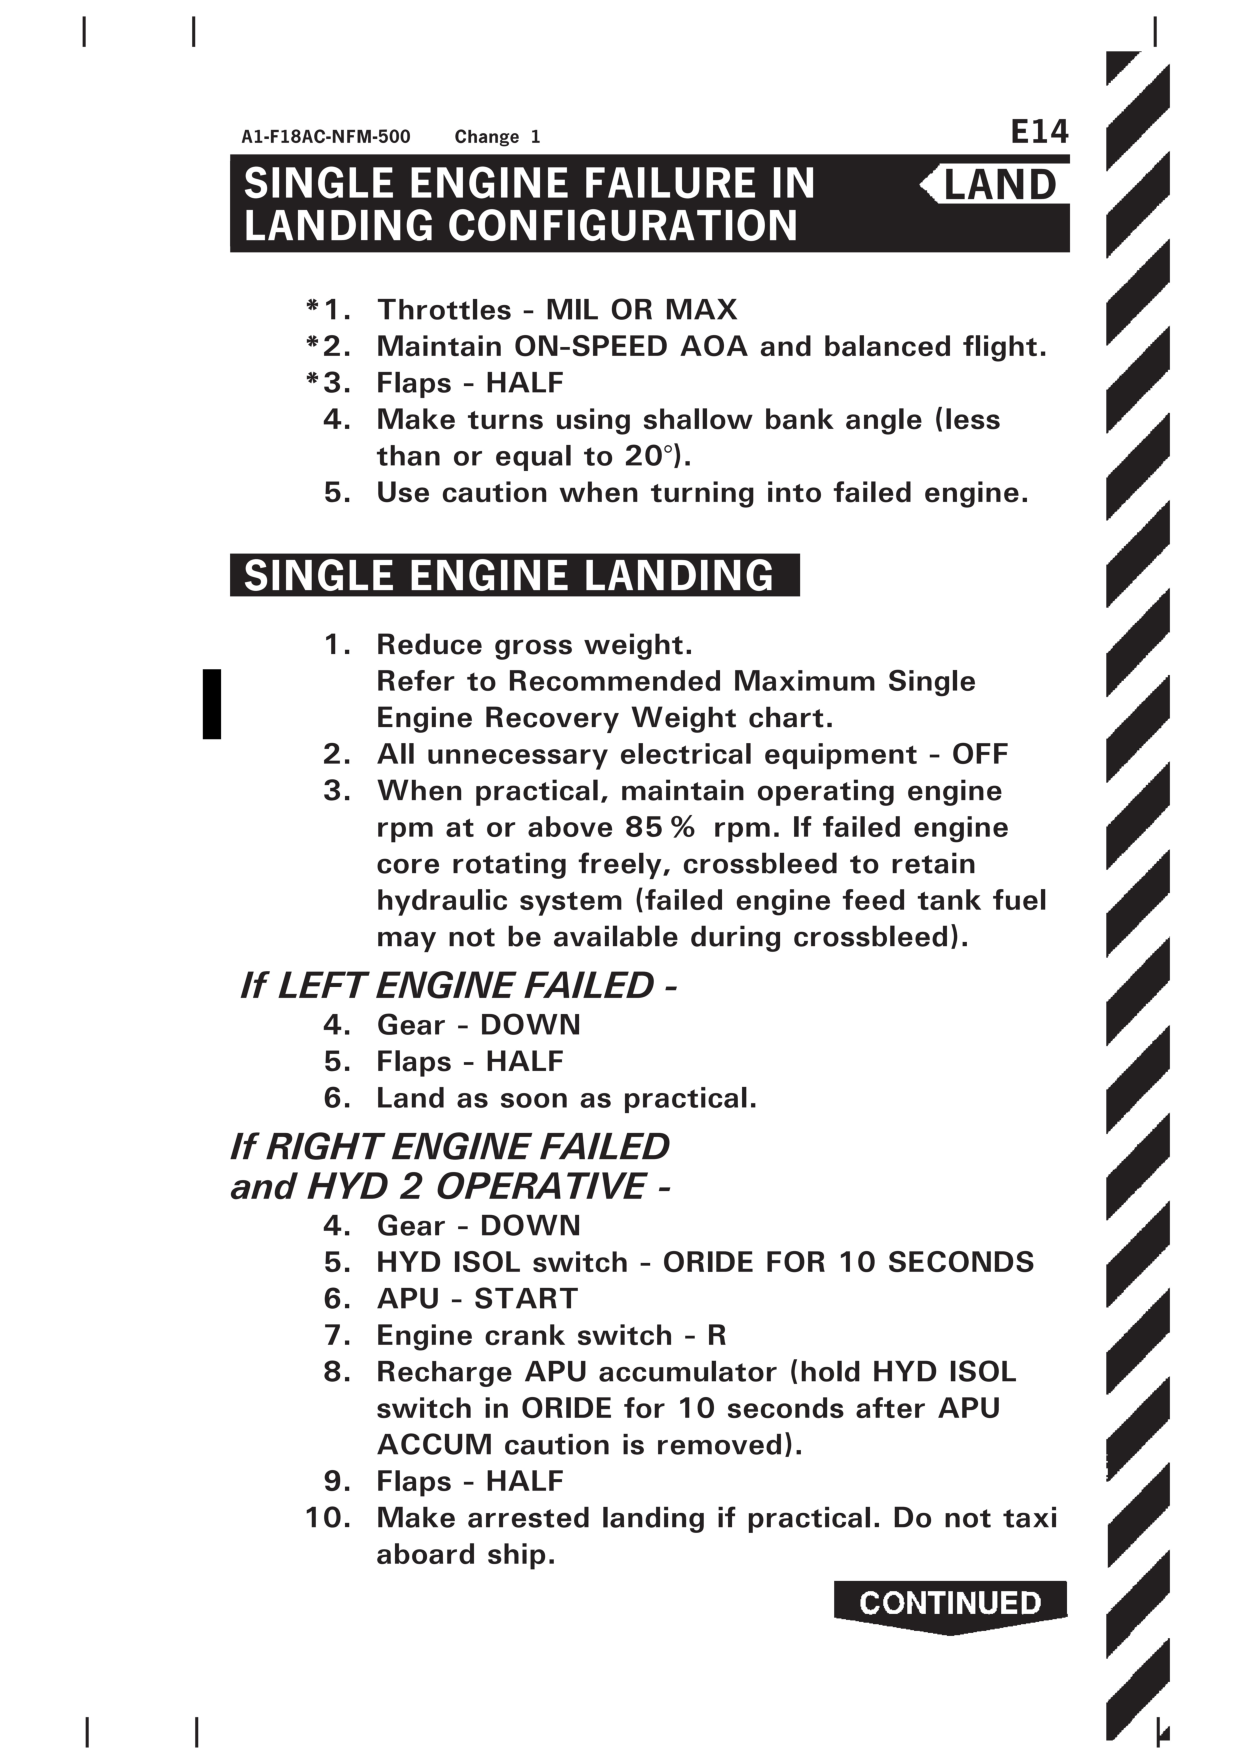 A1-F18AC-NFM-500 Change 1 E14
SINGLE ENGINE FAILURE IN
LANDING CONFIGURATION
LAND
*1. Throttles - MIL OR MAX
*2. Maintain ON-SPEED AOA and balanced flight.
*3. Flaps - HALF
4. Make turns using shallow bank angle (less
than or equal to 20°).
5. Use caution when turning into failed engine.
SINGLE ENGINE LANDING
1. Reduce gross weight.
Refer to Recommended Maximum Single
Engine Recovery Weight chart.
2. All unnecessary electrical equipment - OFF
3. When practical, maintain operating engine
rpm at or above 85 % rpm. If failed engine
core rotating freely, crossbleed to retain
hydraulic system (failed engine feed tank fuel
may not be available during crossbleed).
If LEFT ENGINE FAILED -
4. Gear - DOWN
5. Flaps - HALF
6. Land as soon as practical.
If RIGHT ENGINE FAILED
and HYD 2 OPERATIVE -
4. Gear - DOWN
5. HYD ISOL switch - ORIDE FOR 10 SECONDS
6. APU - START
7. Engine crank switch - R
8. Recharge APU accumulator (hold HYD ISOL
switch in ORIDE for 10 seconds after APU
ACCUM caution is removed).
9. Flaps - HALF
10. Make arrested landing if practical. Do not taxi
aboard ship.
CONTINUED